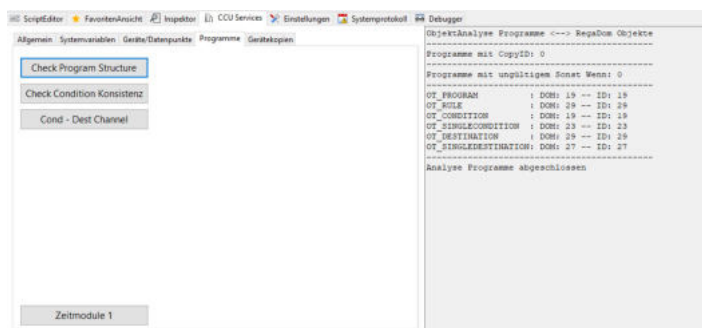 ScriptEditor FavoritenAnsicht Inspektor CCU Services Einstellungen Systemprotokoll Debugger
Allgemein Systemvariablen Geräte/Datenpunkte Programme Gerätekopien
Check Program Structure
Check Condition Konsistenz
Cond - Dest Channel
Zeitmodule 1
ObjektAnalyse Programme <--> RegaDom Objekte
Programme mit CopyID: 0
Programme mit ungültigem Sonst Wenn: 0
OT_PROGRAM : DOM: 19 -- ID: 19
OT_RULE : DOM: 29 -- ID: 29
OT_CONDITION : DOM: 19 -- ID: 19
OT_SINGLECONDITION : DOM: 23 -- ID: 23
OT_DESTINATION : DOM: 29 -- ID: 29
OT_SINGLEDESTINATION: DOM: 27 -- ID: 27
Analyse Programme abgeschlossen